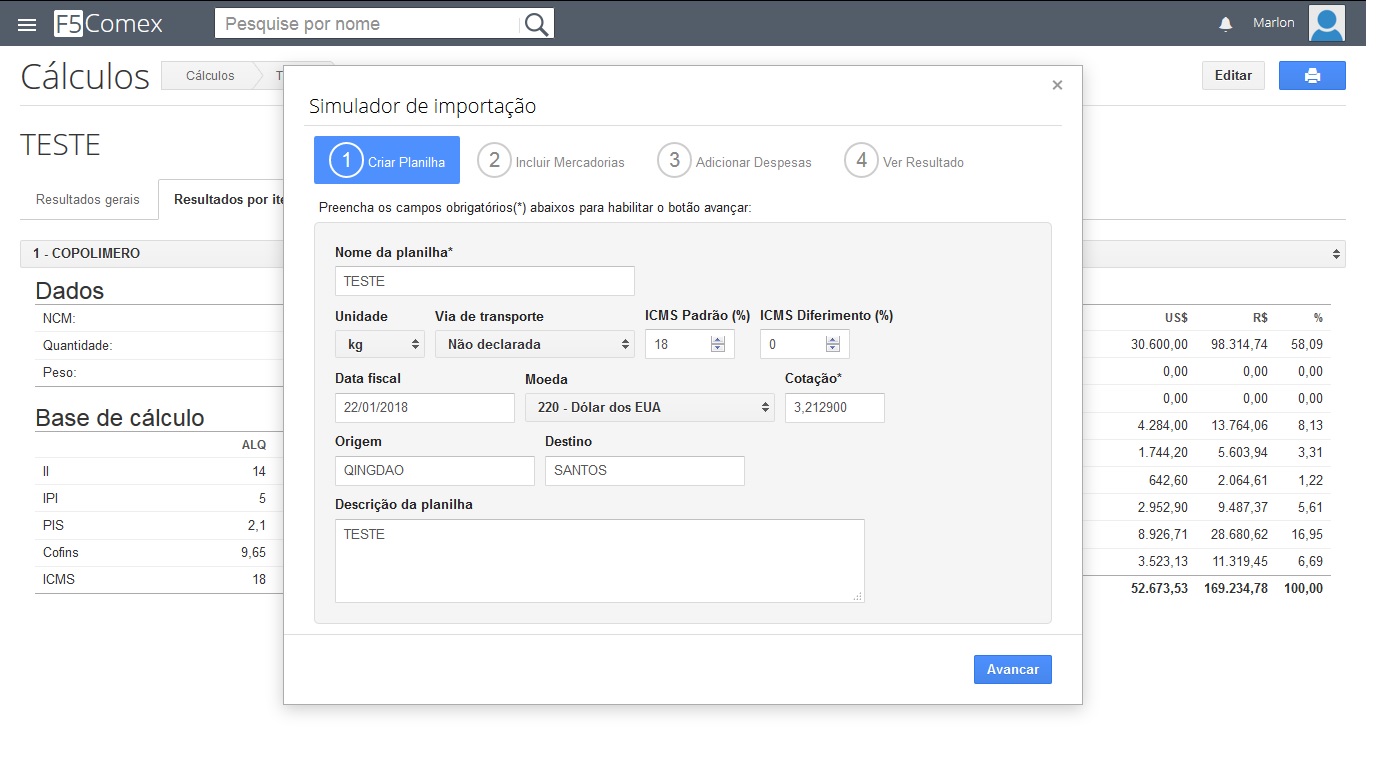 F5Comex
Pesquise por nome
Marlon
Cálculos
Cálculos
T
Editar
TESTE
Resultados gerais
Resultados por ite
1 - COPOLIMERO
Dados
NCM:
Quantidade:
Peso:
Base de cálculo
ALQ
II 14
IPI 5
PIS 2,1
Cofins 9,65
ICMS 18
×
Simulador de importação
1 Criar Planilha
2 Incluir Mercadorias
3 Adicionar Despesas
4 Ver Resultado
Preencha os campos obrigatórios(*) abaixos para habilitar o botão avançar:
Nome da planilha*
TESTE
Unidade Via de transporte ICMS Padrão (%) ICMS Diferimento (%)
kg Não declarada 18 0
Data fiscal Moeda Cotação*
22/01/2018 220 - Dólar dos EUA 3,212900
Origem Destino
QINGDAO SANTOS
Descrição da planilha
TESTE
Avançar
US$ R$ %
30.600,00 98.314,74 58,09
0,00 0,00 0,00
0,00 0,00 0,00
4.284,00 13.764,06 8,13
1.744,20 5.603,94 3,31
642,60 2.064,61 1,22
2.952,90 9.487,37 5,61
8.926,71 28.680,62 16,95
3.523,13 11.319,45 6,69
52.673,53 169.234,78 100,00